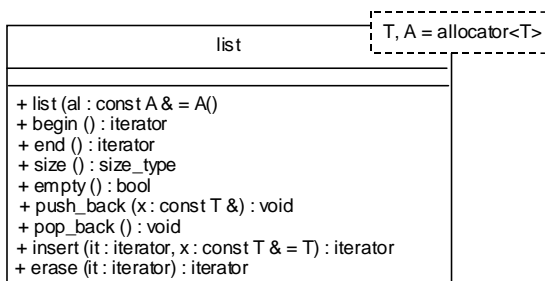 T, A = allocator<T>
list
+ list (al : const A & = A()
+ begin () : iterator
+ end () : iterator
+ size () : size_type
+ empty () : bool
+ push_back (x : const T &) : void
+ pop_back () : void
+ insert (it : iterator, x : const T & = T) : iterator
+ erase (it : iterator) : iterator